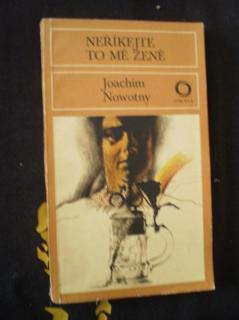 NEŘÍKEJTE
TO MÉ ŽENĚ
Joachim
Nowotny